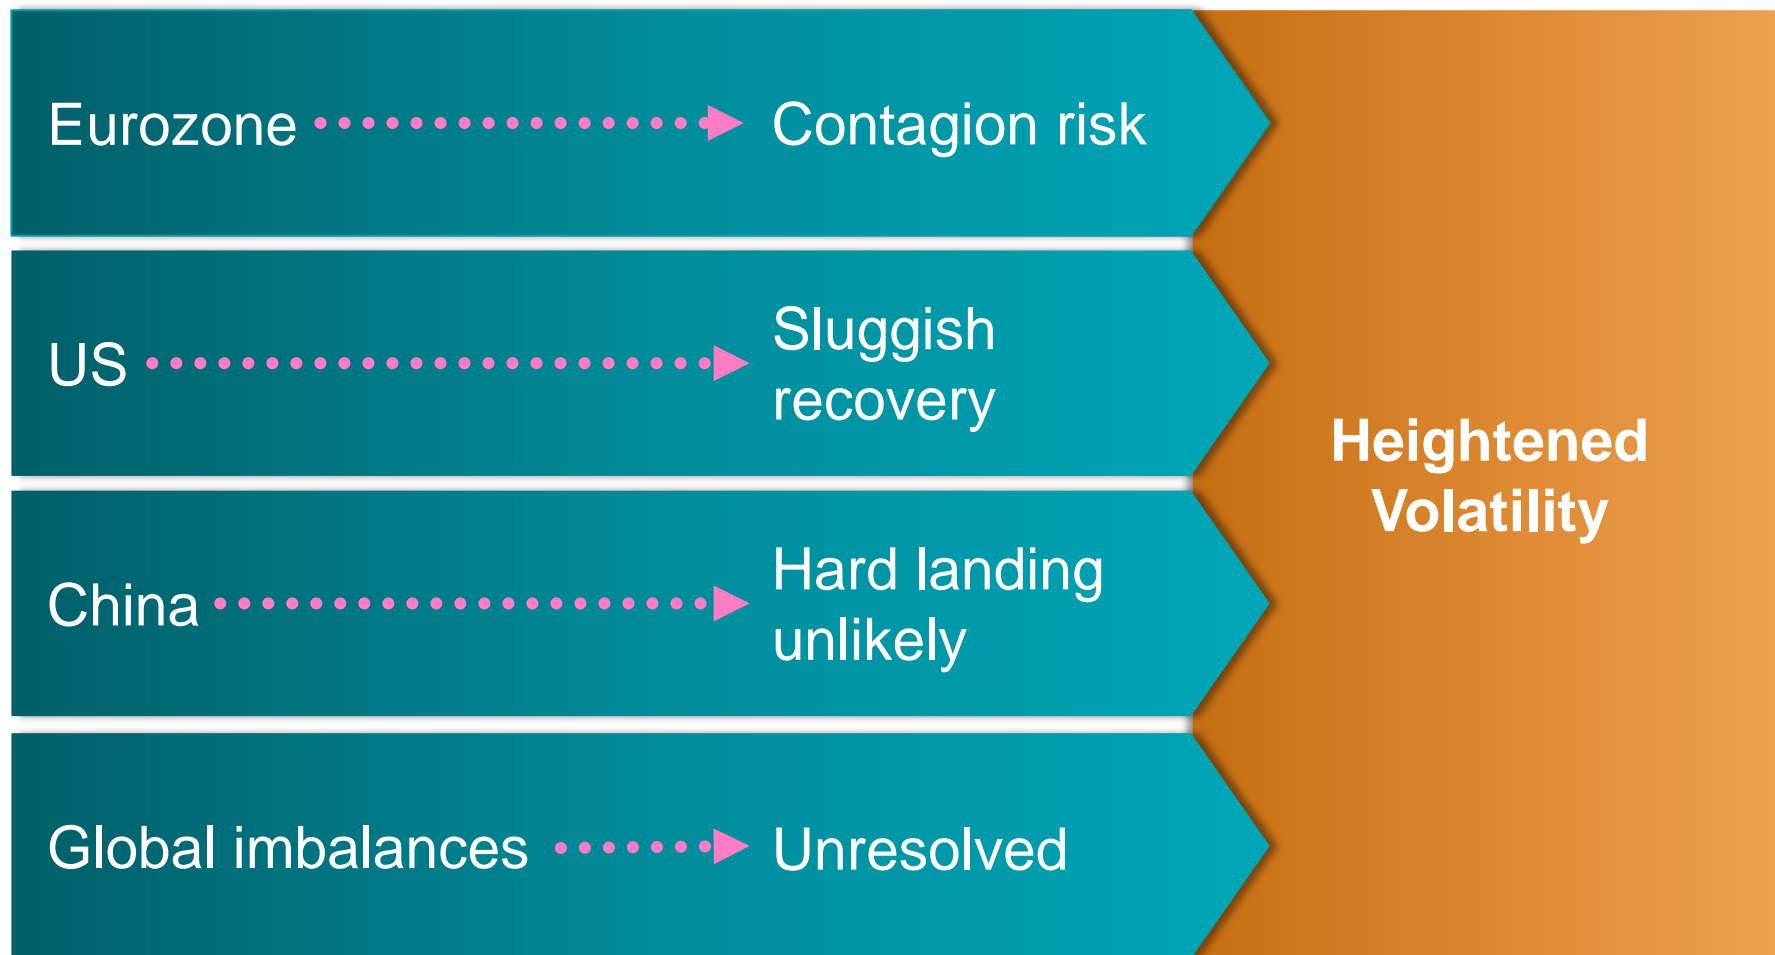 Eurozone
Contagion risk
US
Sluggish
recovery
China
Hard landing
unlikely
Global imbalances
Unresolved
Heightened
Volatility